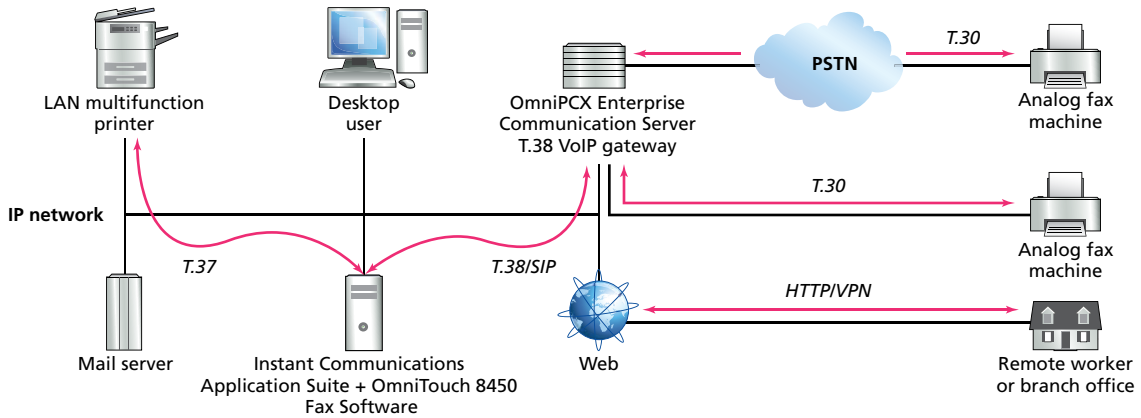 T.30
PSTN
LAN multifunction
printer
Desktop
user
OmniPCX Enterprise
Communication Server
T.38 VoIP gateway
Analog fax
machine
T.30
IP network
T.37
T.38/SIP
Analog fax
machine
HTTP/VPN
Mail server
Instant Communications
Application Suite + OmniTouch 8450
Fax Software
Web
Remote worker
or branch office